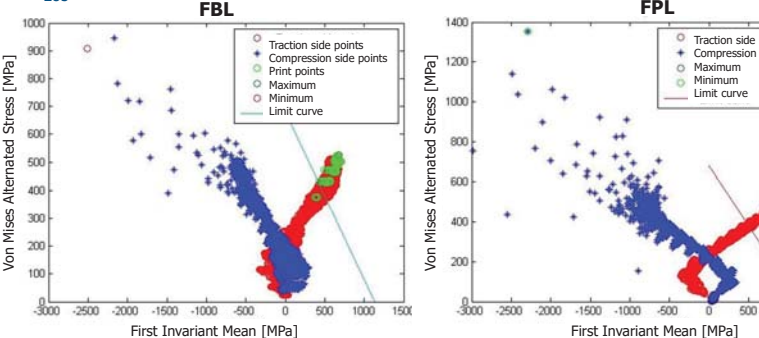 FBL
Von Mises Alternated Stress [MPa]
1000
900
800
700
600
500
400
300
200
100
0
Traction side points
Compression side points
Print points
Maximum
Minimum
Limit curve
-3000 -2500 -2000 -1500 -1000 -500 0 500 1000 1500
First Invariant Mean [MPa]
FPL
Von Mises Alternated Stress [MPa]
1400
1200
1000
800
600
400
200
0
Traction side
Compression
Maximum
Minimum
Limit curve
-3000 -2500 -2000 -1500 -1000 -500 0 500
First Invariant Mean [MPa]